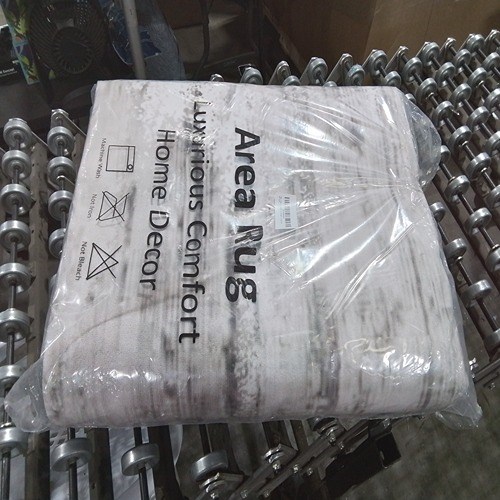 Area Rug
Luxurious Comfort
Home Decor
Machine Wash
Not Iron
Not Bleach